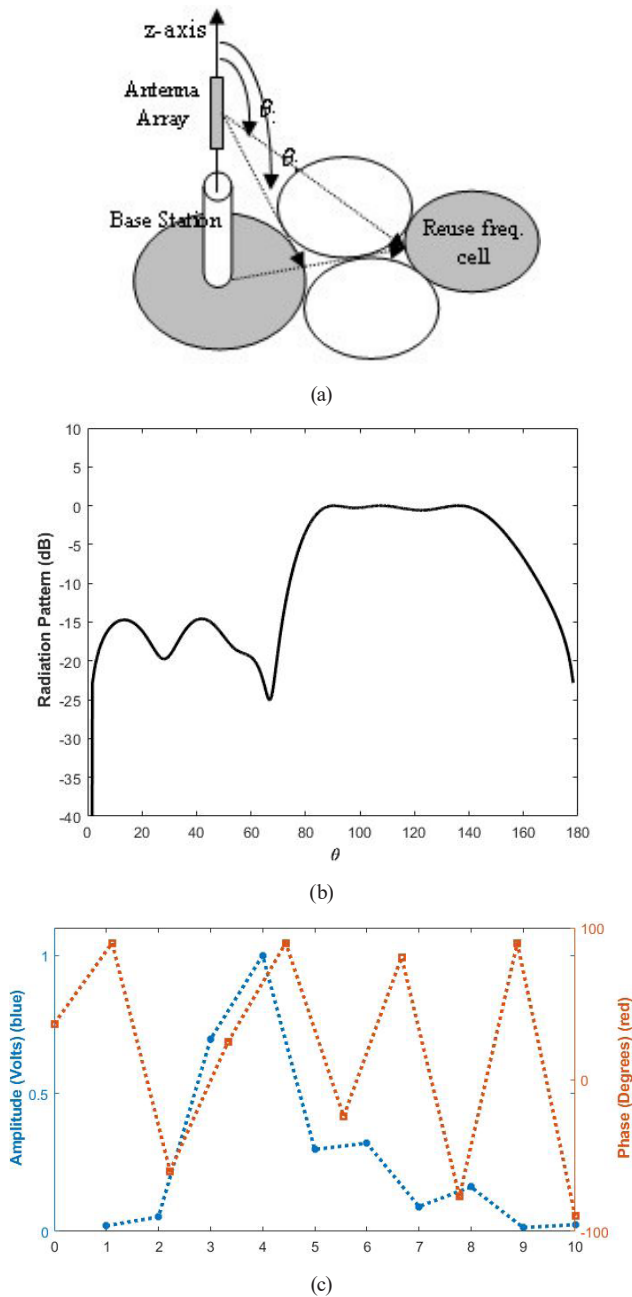 z-axis
Antenna
Array
θ:
θ:
Base Station
Reuse freq.
cell
(a)
10
5
0
-5
-10
-15
-20
-25
-30
-35
-40
Radiation Pattern (dB)
0 20 40 60 80 100 120 140 160 180
θ
(b)
1
0.5
0
Amplitude (Volts) (blue)
100
0
-100
Phase (Degrees) (red)
0 1 2 3 4 5 6 7 8 9 10
(c)